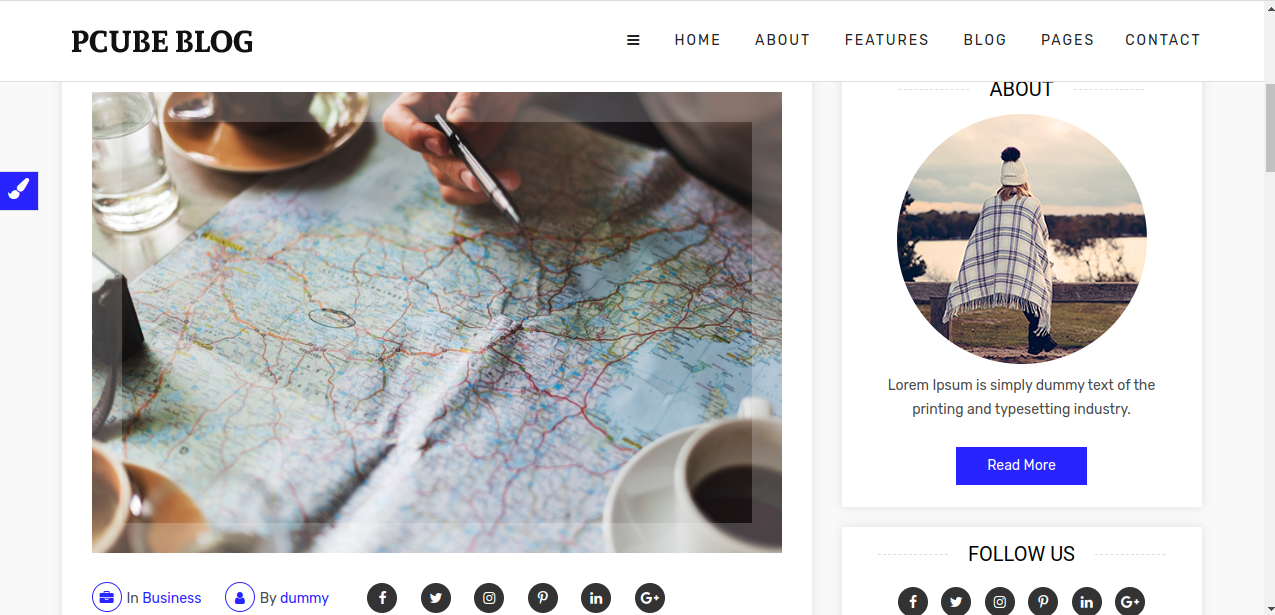 PCUBE BLOG
HOME ABOUT FEATURES BLOG PAGES CONTACT
ABOUT
Lorem Ipsum is simply dummy text of the
printing and typesetting industry.
Read More
In Business By dummy
FOLLOW US